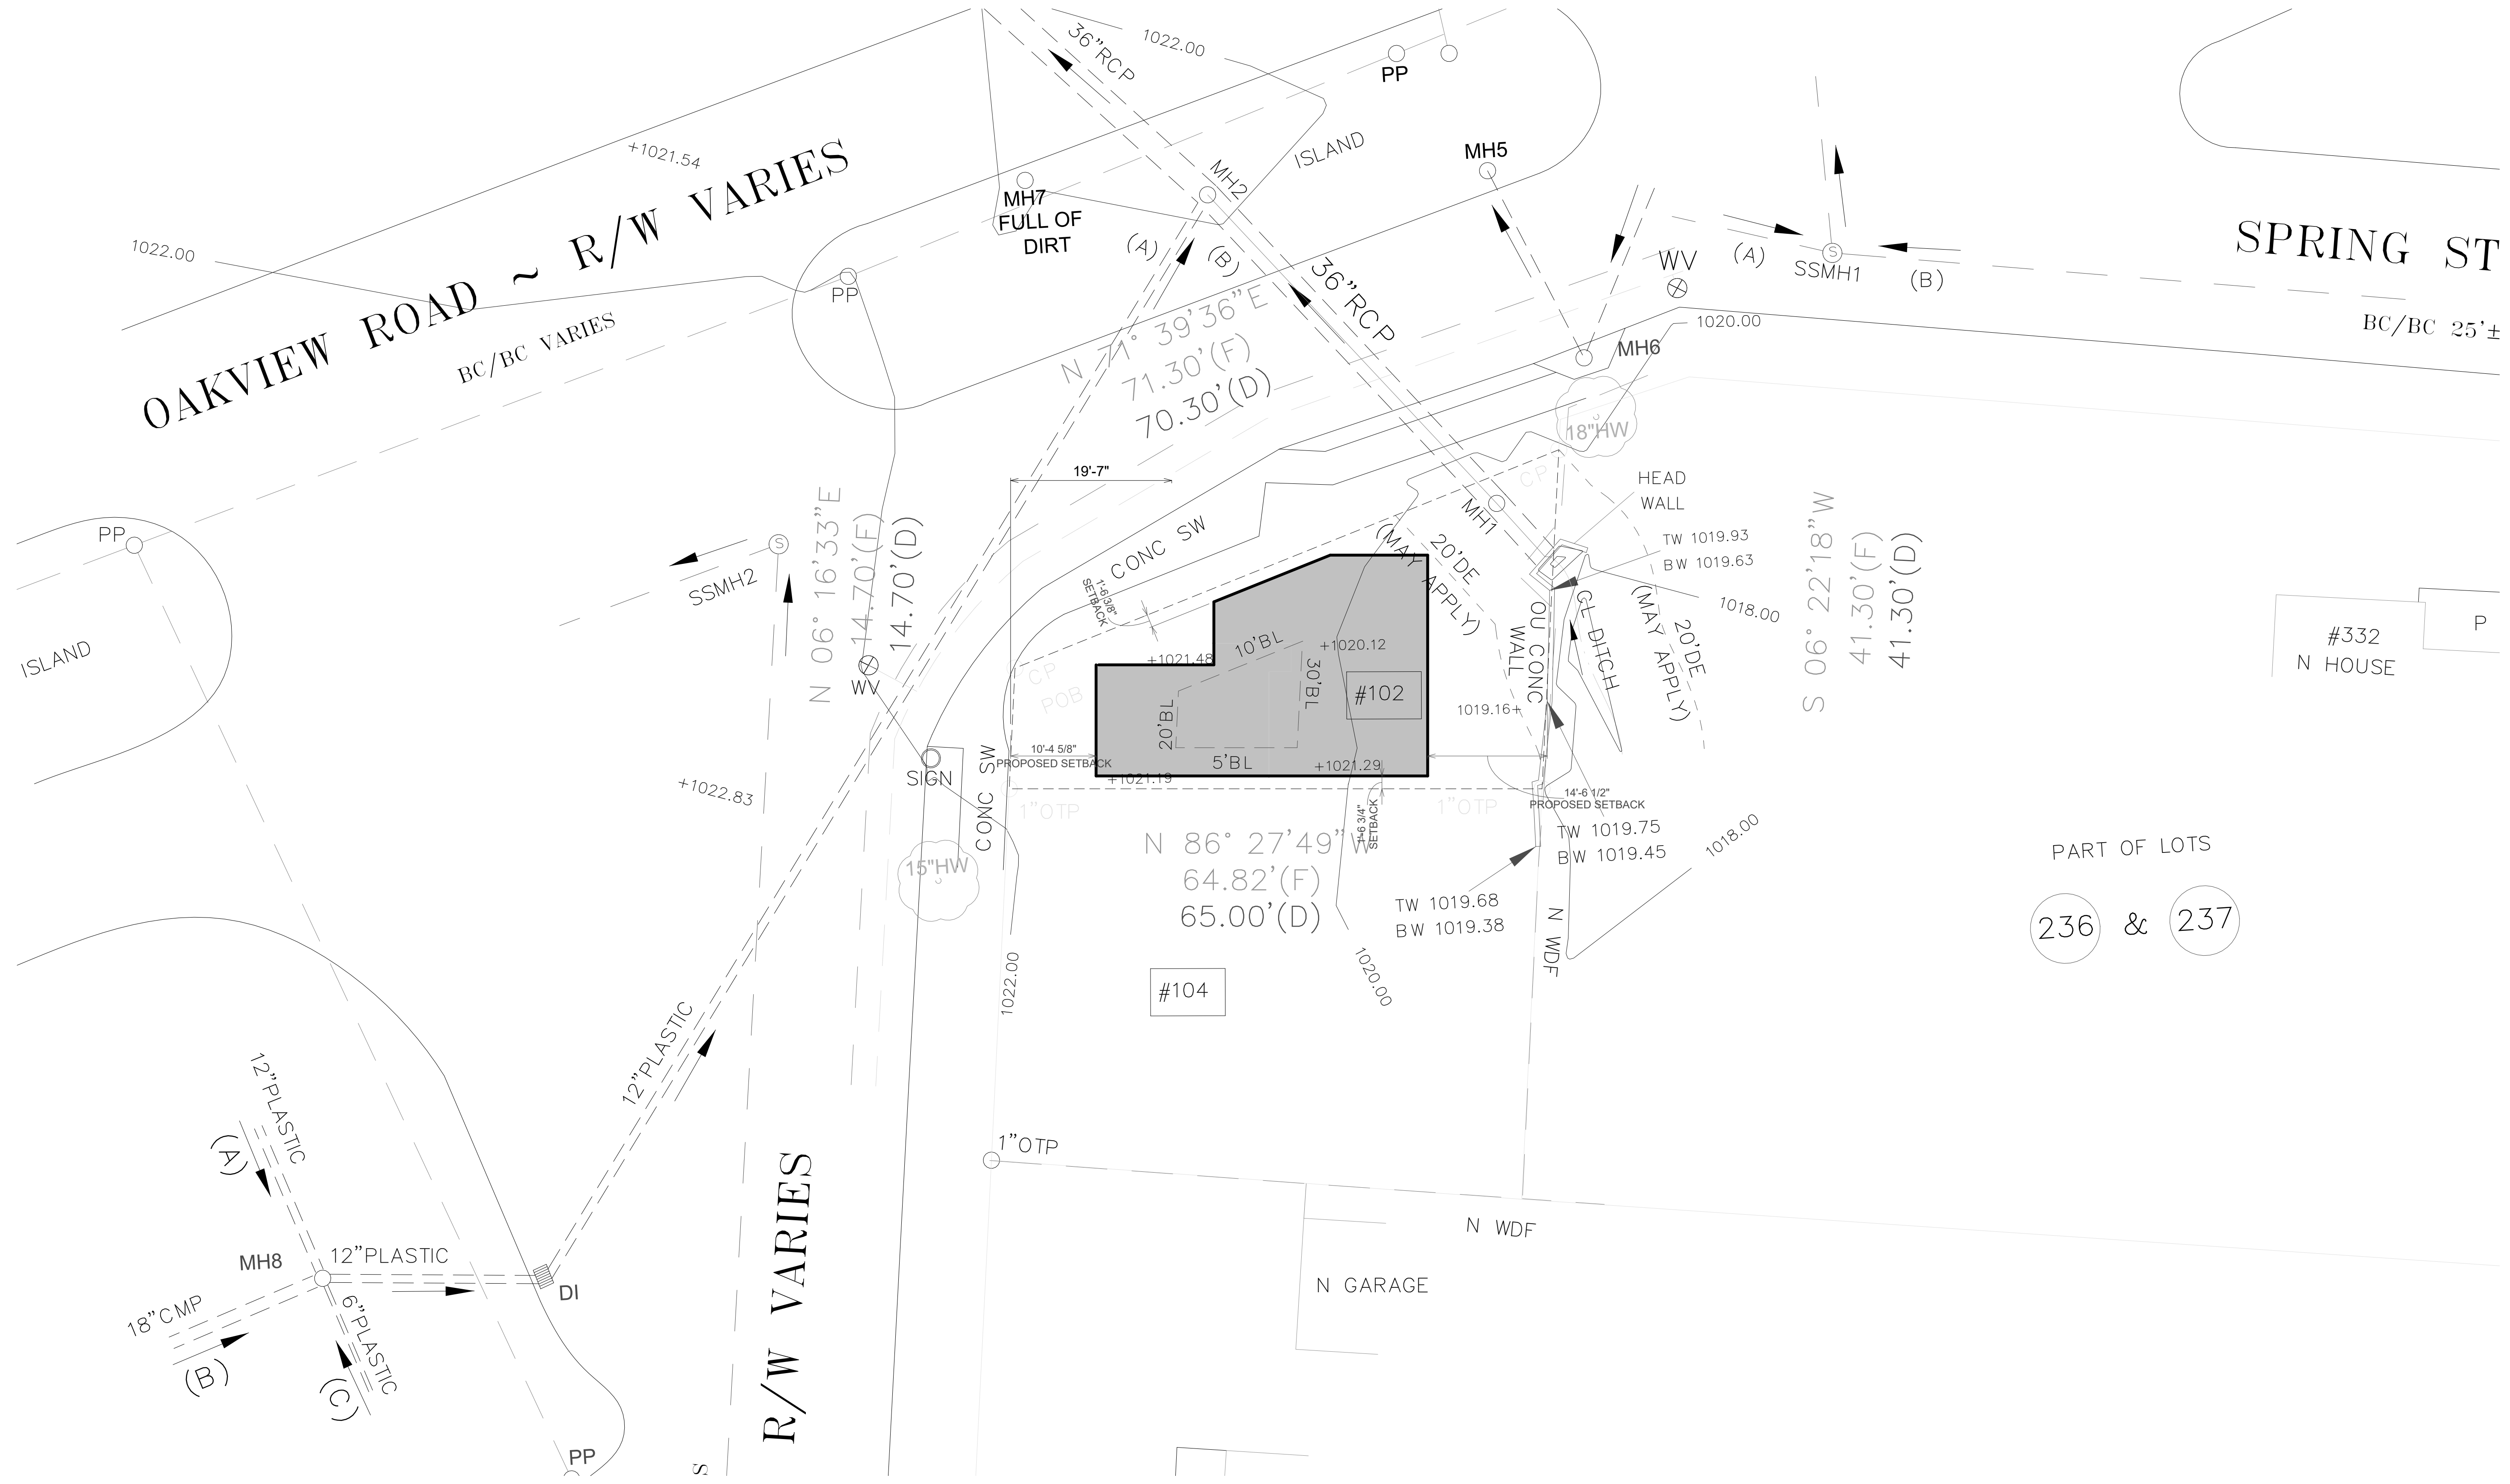 36"RCP
1022.00
PP
ISLAND
+1021.54
OAKVIEW ROAD ~ R/W VARIES
BC/BC VARIES
1022.00
MH7
FULL OF
DIRT
MH2
MH5
(A)
(B)
36"RCP
PP
WV
(A)
SSMH1
(B)
SPRING ST
BC/BC 25'±
1020.00
MH6
N 71° 39'36"E
71.30'(F)
70.30'(D)
18"HW
CP
19'-7"
HEAD
WALL
MH1
TW 1019.93
BW 1019.63
N 06° 16'33"E
14.70'(F)
14.70'(D)
S 06° 22'18"W
41.30'(F)
41.30'(D)
PP
SSMH2
ISLAND
CONC SW
1'-6 3/8"
SETBACK
20'DE
(MAY APPLY)
OU CONC
WALL
CL DITCH
1018.00
20'DE
(MAY APPLY)
#332
N HOUSE
P
WV
CP
POB
+1021.48
10'BL
+1020.12
30'BL
#102
20'BL
5'BL
1019.16+
SIGN
CONC SW
10'-4 5/8"
PROPOSED SETBACK
+1021.19
+1021.29
14'-6 1/2"
PROPOSED SETBACK
+1022.83
1"OTP
1"OTP
1'-6 3/4"
SETBACK
N 86° 27'49"W
64.82'(F)
65.00'(D)
TW 1019.75
BW 1019.45
1018.00
15"HW
TW 1019.68
BW 1019.38
PART OF LOTS
236 & 237
N WDF
1022.00
#104
1020.00
12"PLASTIC
12"PLASTIC
(A)
R/W VARIES
1"OTP
N WDF
MH8
12"PLASTIC
DI
N GARAGE
18"CMP
(B)
6"PLASTIC
(C)
PP
S